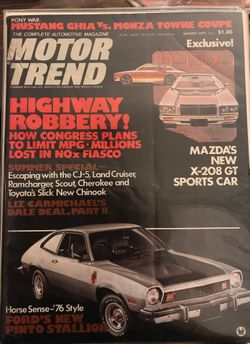 PONY WAR:
MUSTANG GHIA vs. MONZA TOWNE COUPE
THE COMPLETE AUTOMOTIVE MAGAZINE
AUGUST 1975
$1.00
MOTOR
TREND
Exclusive!
HIGHWAY
ROBBERY!
HOW CONGRESS PLANS
TO LIMIT MPG · MILLIONS
LOST IN NOx FIASCO
MAZDA'S
NEW
X-208 GT
SPORTS CAR
SUMMER SPECIAL—
Escaping with the CJ-5, Land Cruiser,
Ramcharger, Scout, Cherokee and
Toyota's Slick New Chinook
LIZ CARMICHAEL'S
DALE DEAL, PART II
Horse Sense-'76 Style
FORD'S NEW
PINTO STALLION